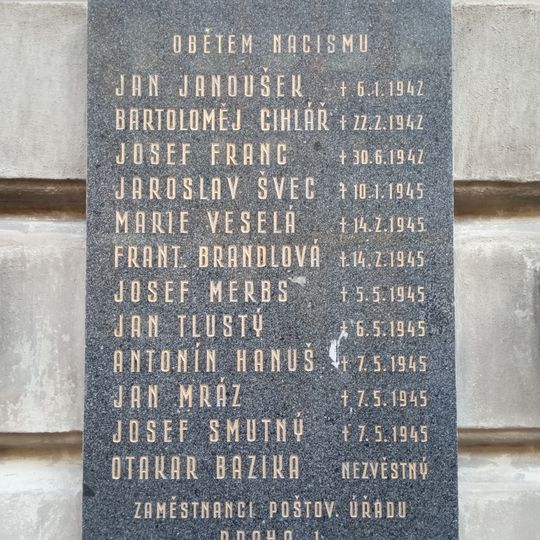 OBĚTEM NACISMU
JAN JANOUŠEK † 6.1.1942
BARTOLOMĚJ CIHLÁŘ † 22.2.1942
JOSEF FRANC † 30.6.1942
JAROSLAV ŠVEC † 10.1.1945
MARIE VESELÁ † 14.2.1945
FRANT. BRANDLOVÁ † 14.2.1945
JOSEF MERBS † 5.5.1945
JAN TLUSTÝ † 6.5.1945
ANTONÍN HANUŠ † 7.5.1945
JAN MRÁZ † 7.5.1945
JOSEF SMUTNÝ † 7.5.1945
OTAKAR BAZIKA NEZVĚSTNÝ
ZAMĚSTNANCI POŠTOV. ÚŘADU
PRAHA 1